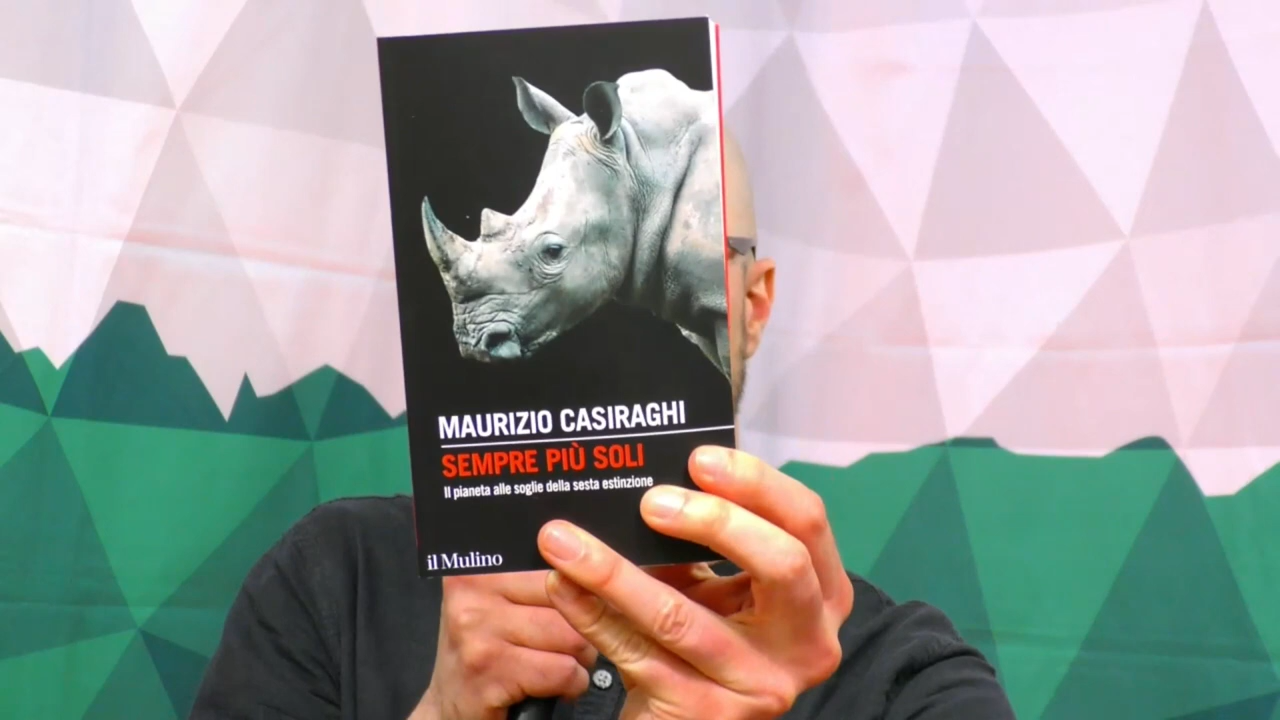 MAURIZIO CASIRAGHI
SEMPRE PIÙ SOLI
Il pianeta alle soglie della sesta estinzione
il Mulino